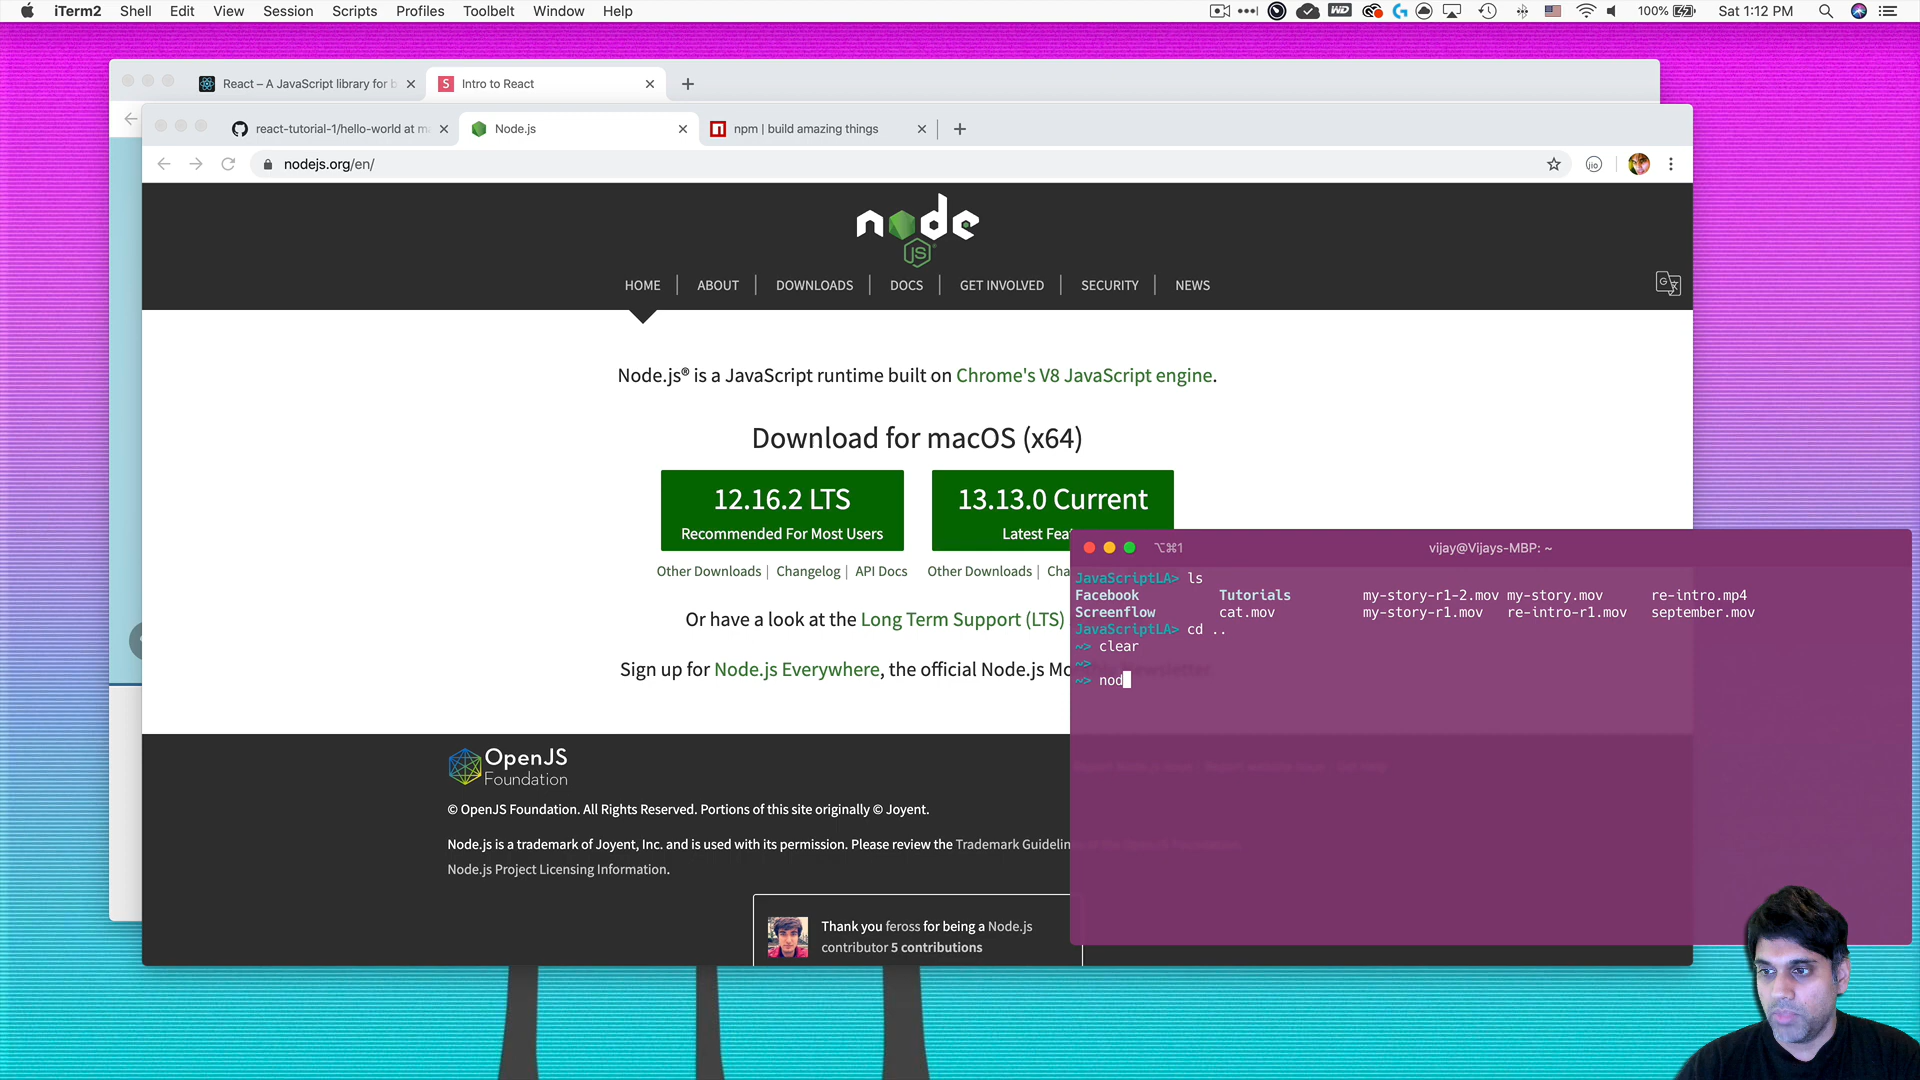 iTerm2 Shell Edit View Session Scripts Profiles Toolbelt Window Help
100% Sat 1:12 PM
React – A JavaScript library for b
Intro to React
react-tutorial-1/hello-world at m
Node.js
npm | build amazing things
nodejs.org/en/
HOME ABOUT DOWNLOADS DOCS GET INVOLVED SECURITY NEWS
Node.js® is a JavaScript runtime built on Chrome's V8 JavaScript engine.
Download for macOS (x64)
12.16.2 LTS
Recommended For Most Users
13.13.0 Current
Latest Fea
Other Downloads | Changelog | API Docs
Other Downloads | Cha
Or have a look at the Long Term Support (LTS)
Sign up for Node.js Everywhere, the official Node.js Mo
OpenJS
Foundation
© OpenJS Foundation. All Rights Reserved. Portions of this site originally © Joyent.
Node.js is a trademark of Joyent, Inc. and is used with its permission. Please review the Trademark Guidelin
Node.js Project Licensing Information.
Thank you feross for being a Node.js
contributor 5 contributions
⌥⌘1
vijay@Vijays-MBP: ~
JavaScriptLA> ls
Facebook Tutorials my-story-r1-2.mov my-story.mov re-intro.mp4
Screenflow cat.mov my-story-r1.mov re-intro-r1.mov september.mov
JavaScriptLA> cd ..
~> clear
~>
~> nod